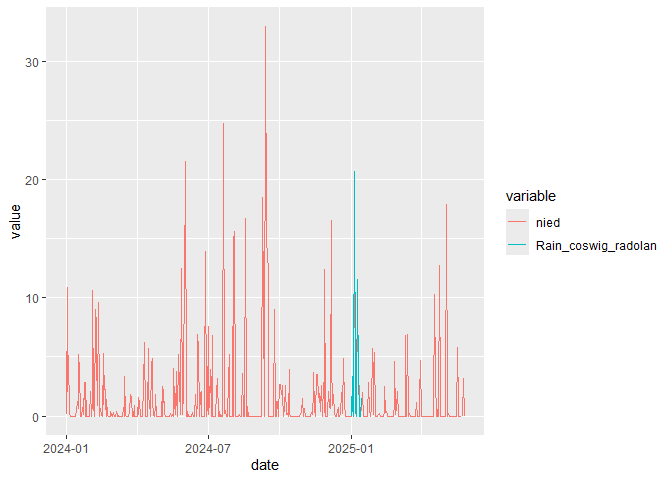 30
20
10
0
value
2024-01
2024-07
2025-01
date
variable
nied
Rain_coswig_radolan